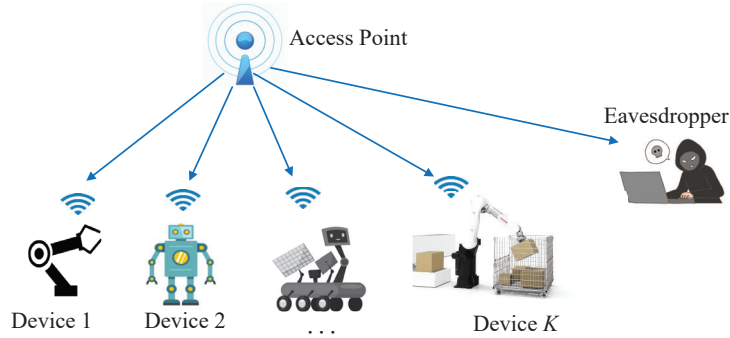 Access Point
Eavesdropper
Device 1
Device 2
. . .
Device K